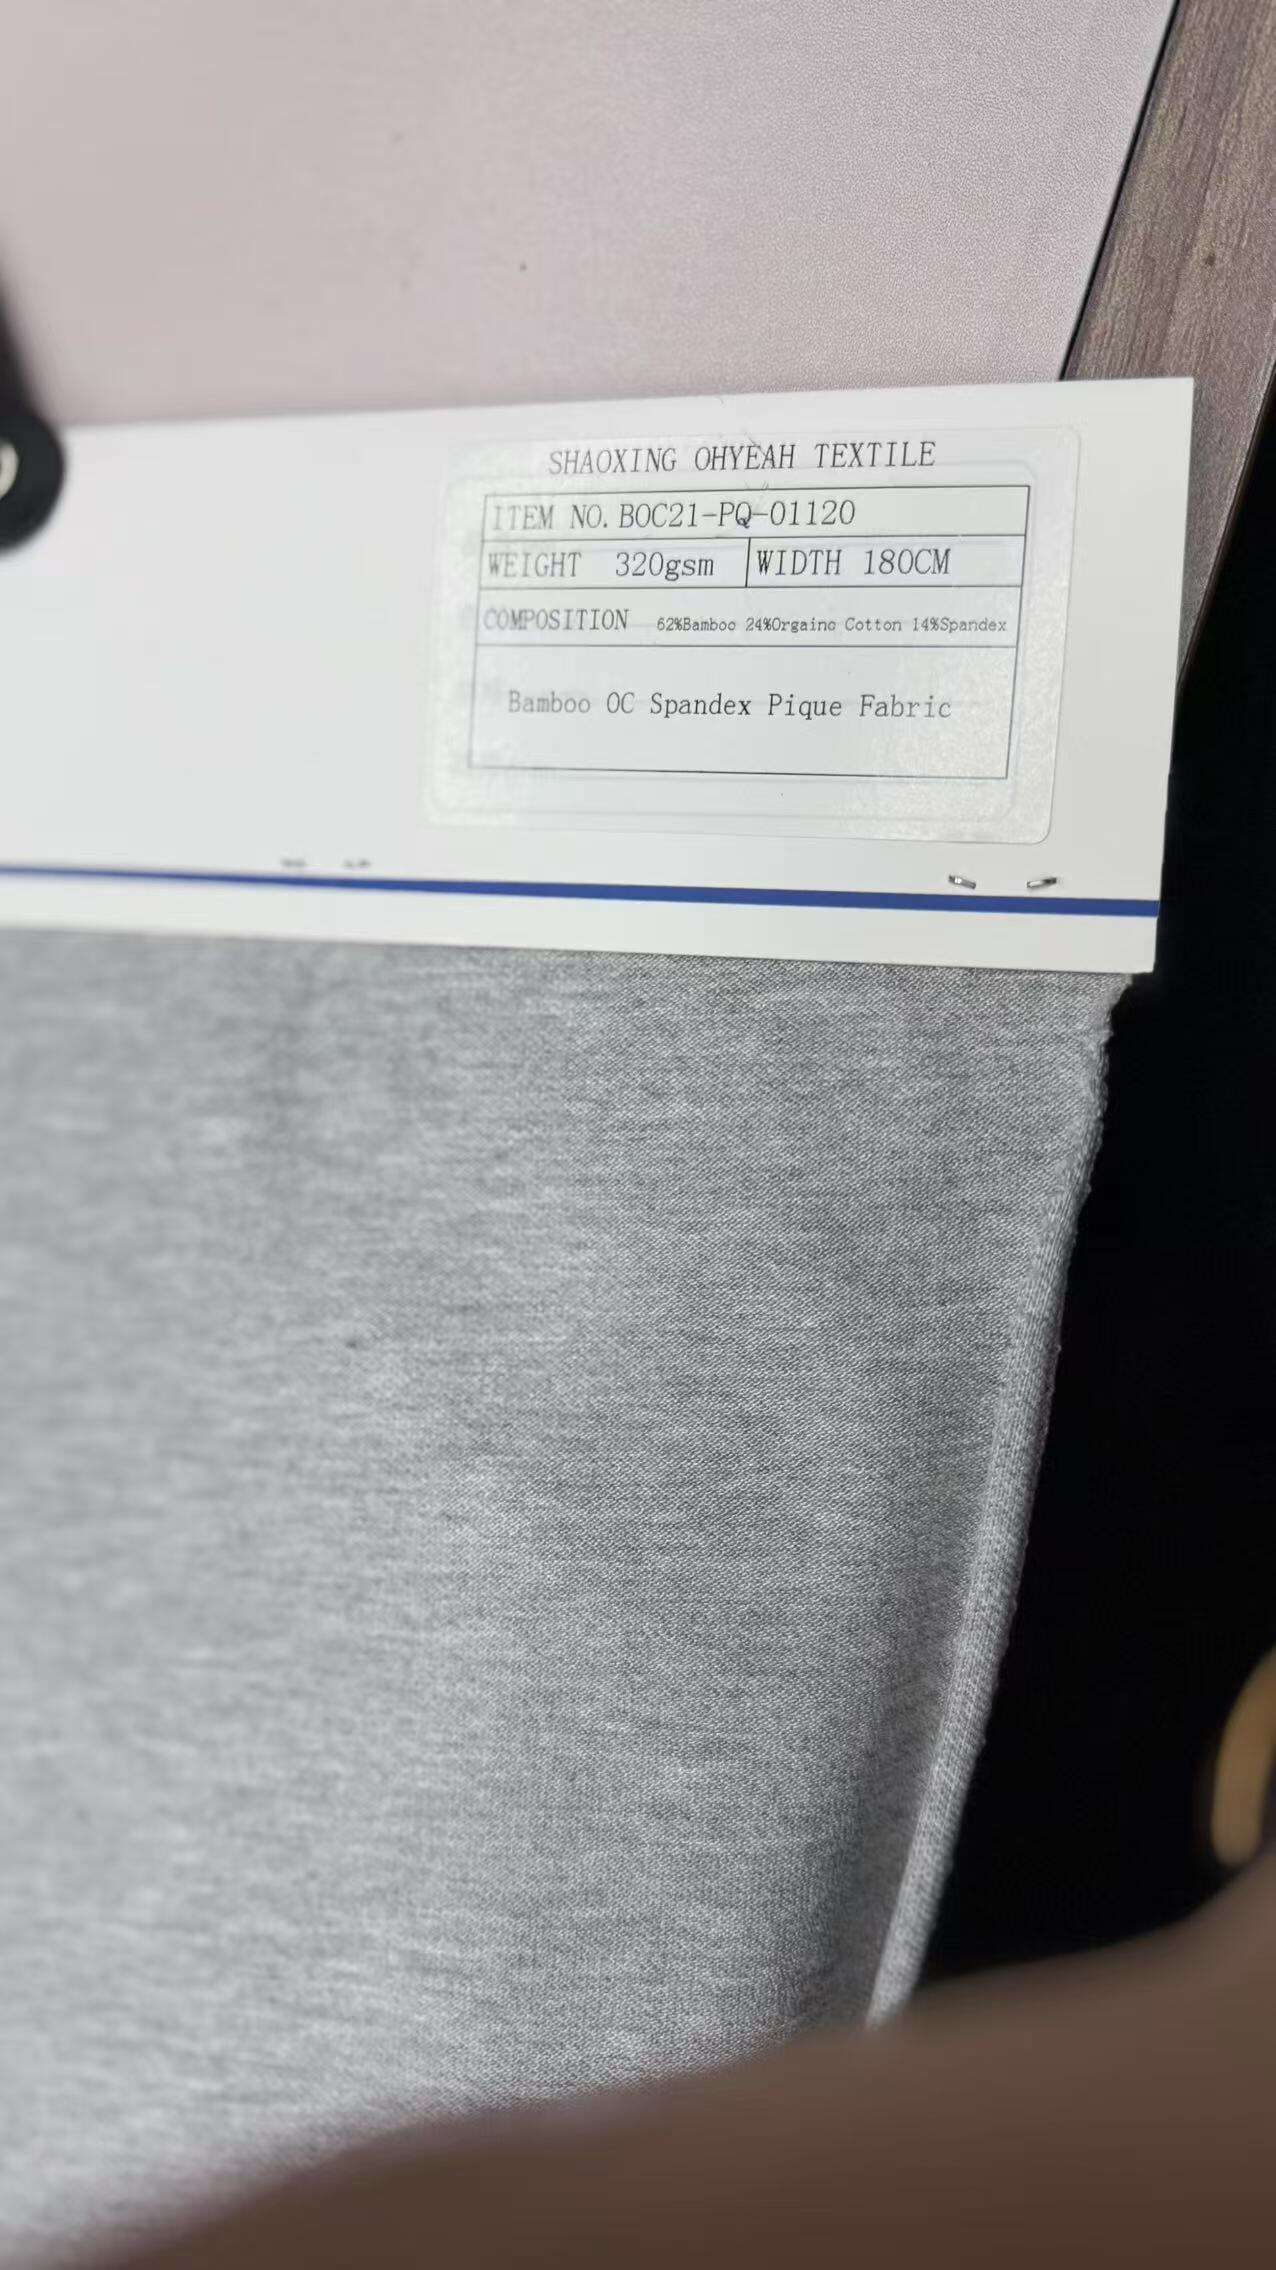 SHAOXING OHYEAH TEXTILE
ITEM NO. BOC21-PQ-01120
WEIGHT 320gsm WIDTH 180CM
COMPOSITION 62%Bamboo 24%Orgainc Cotton 14%Spandex
Bamboo OC Spandex Pique Fabric